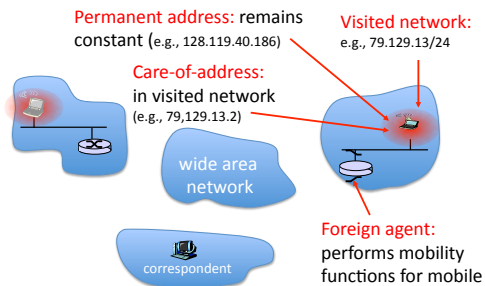 Permanent address: remains
constant (e.g., 128.119.40.186)
Visited network:
e.g., 79.129.13/24
Care-of-address:
in visited network
(e.g., 79,129.13.2)
wide area
network
correspondent
Foreign agent:
performs mobility
functions for mobile